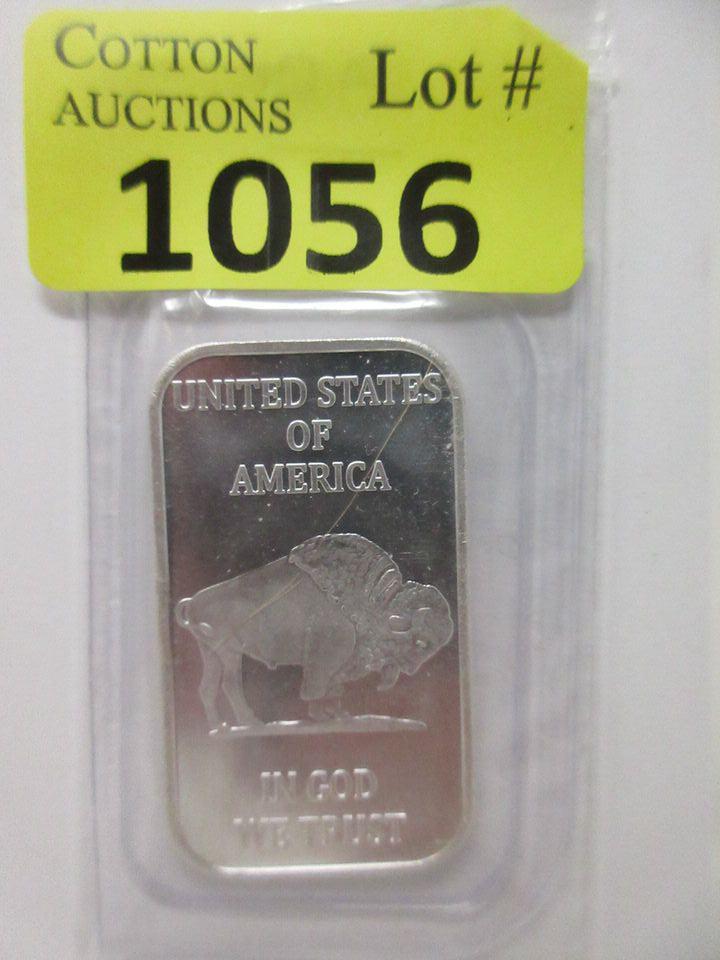 COTTON
AUCTIONS
Lot #
1056
UNITED STATES
OF
AMERICA
IN GOD
WE TRUST